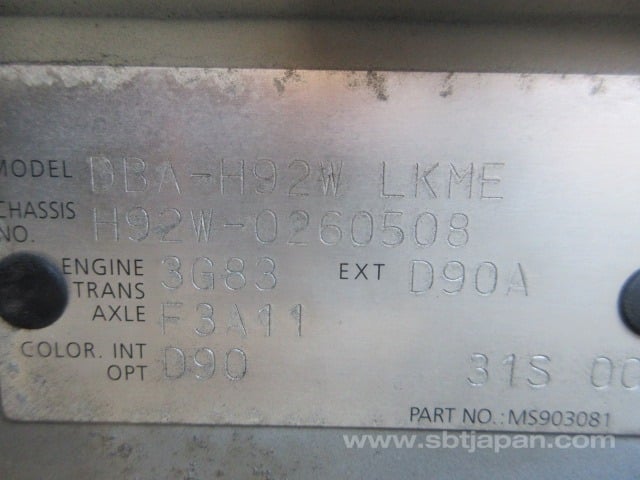 MODEL DBA-H92W LKME
CHASSIS NO. H92W-0260508
ENGINE 3G83 EXT D90A
TRANS AXLE F3A11
COLOR. INT D90
OPT 31S 00
PART NO.:MS903081
www.sbtjapan.com